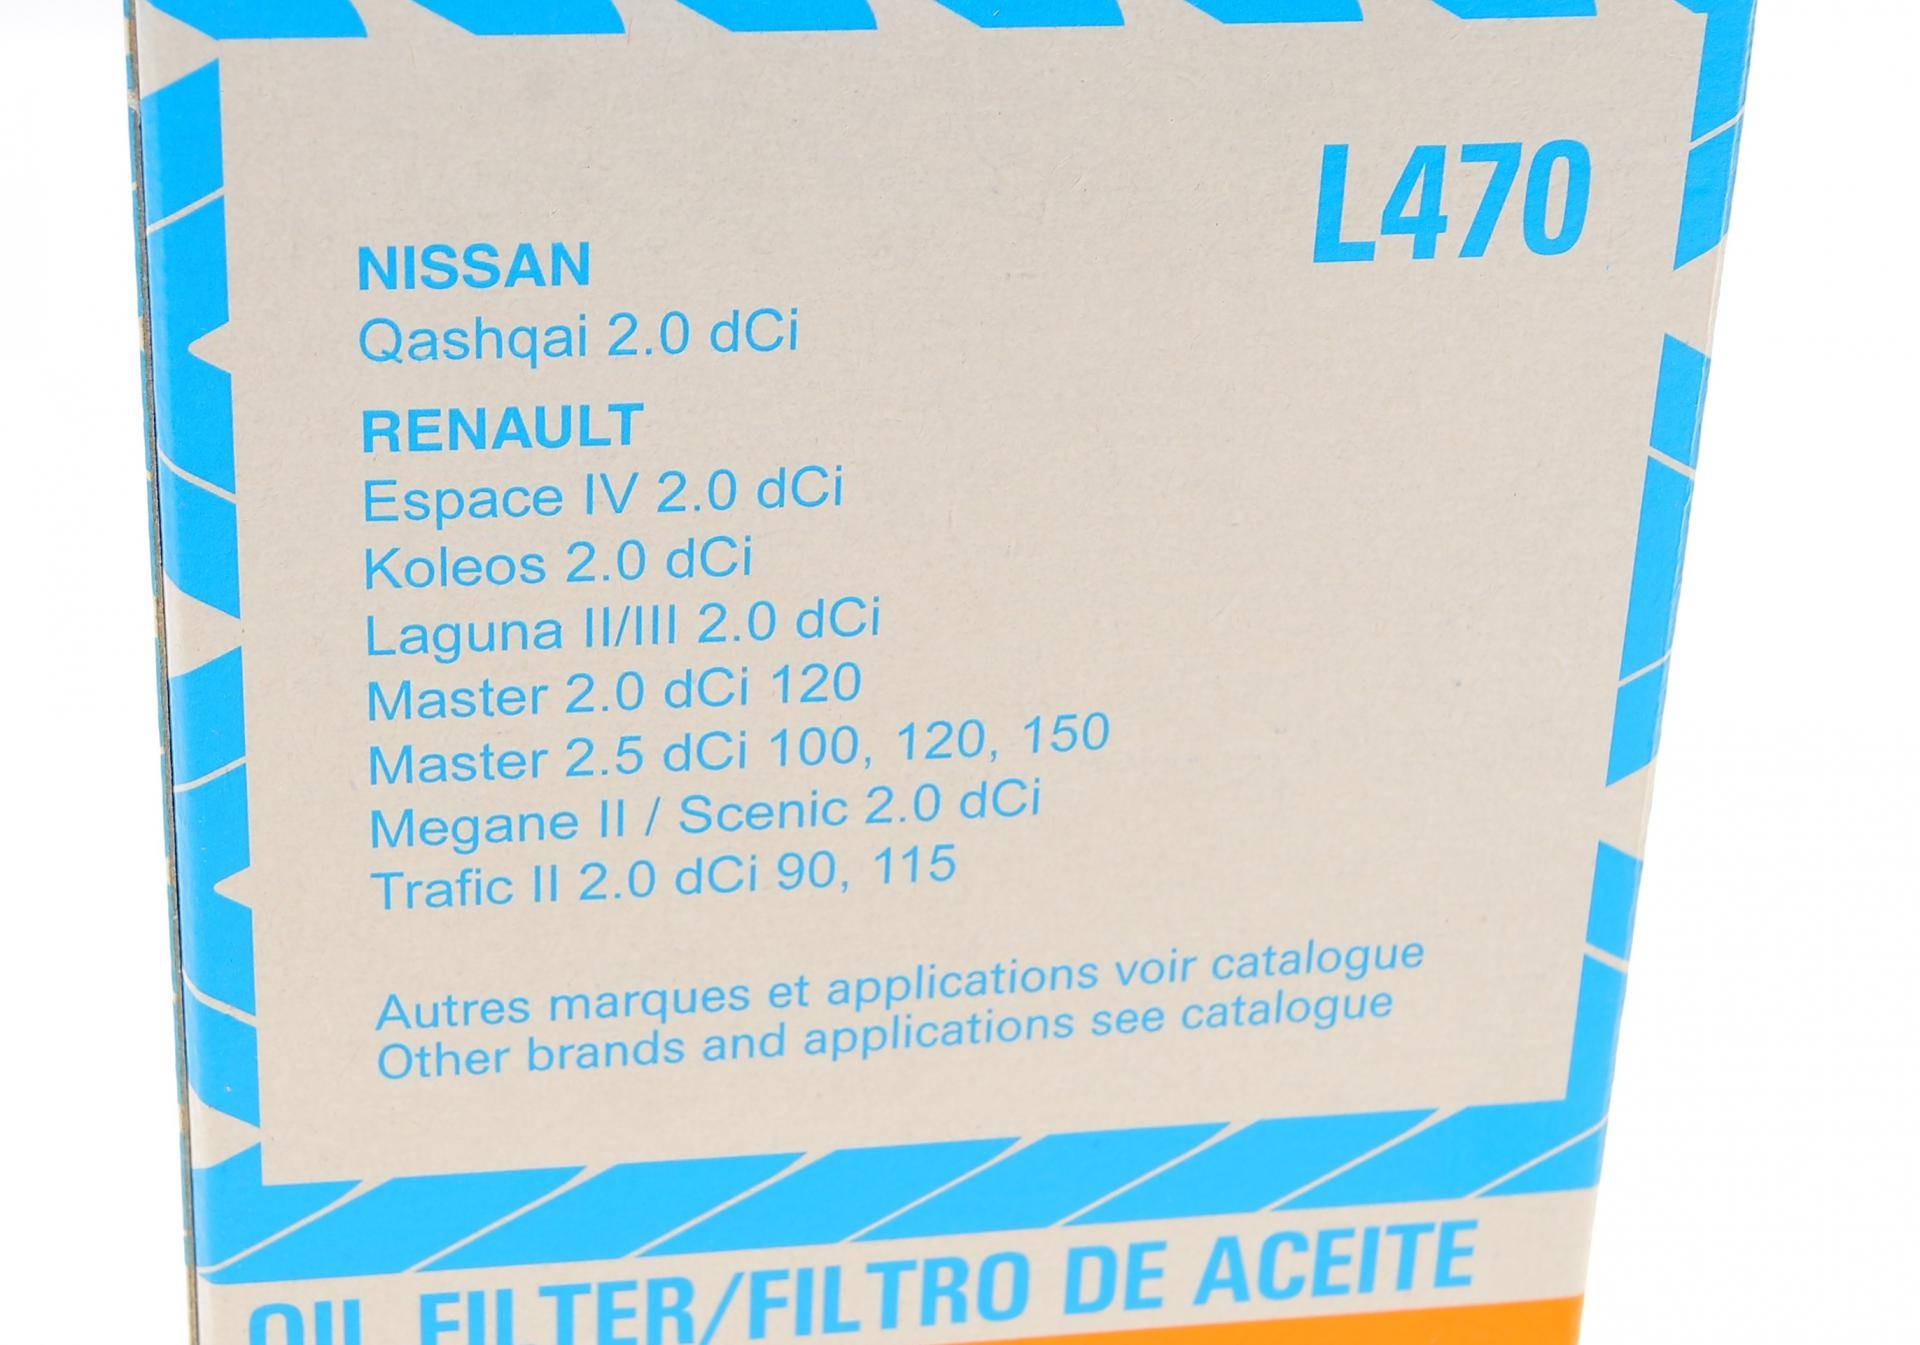 L470
NISSAN
Qashqai 2.0 dCi
RENAULT
Espace IV 2.0 dCi
Koleos 2.0 dCi
Laguna II/III 2.0 dCi
Master 2.0 dCi 120
Master 2.5 dCi 100, 120, 150
Megane II / Scenic 2.0 dCi
Trafic II 2.0 dCi 90, 115
Autres marques et applications voir catalogue
Other brands and applications see catalogue
OIL FILTER/FILTRO DE ACEITE